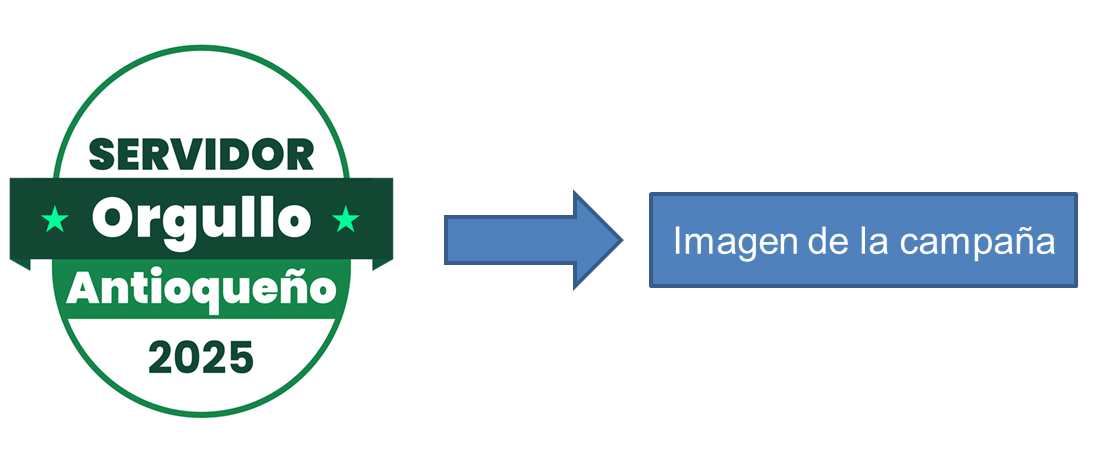 SERVIDOR
Orgullo
Antioqueño
2025
Imagen de la campaña